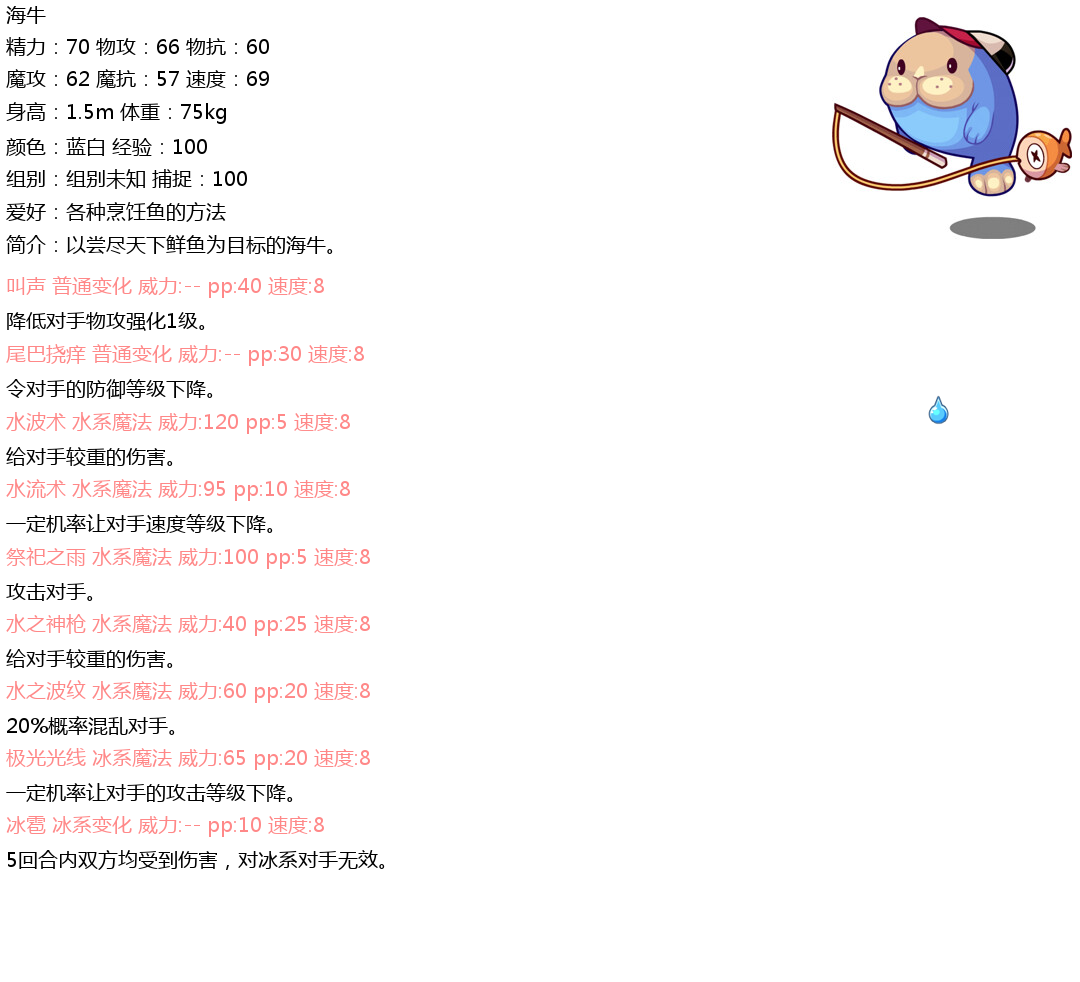 海牛
精力：70 物攻：66 物抗：60
魔攻：62 魔抗：57 速度：69
身高：1.5m 体重：75kg
颜色：蓝白 经验：100
组别：组别未知 捕捉：100
爱好：各种烹饪鱼的方法
简介：以尝尽天下鲜鱼为目标的海牛。
叫声 普通变化 威力:-- pp:40 速度:8
降低对手物攻强化1级。
尾巴挠痒 普通变化 威力:-- pp:30 速度:8
令对手的防御等级下降。
水波术 水系魔法 威力:120 pp:5 速度:8
给对手较重的伤害。
水流术 水系魔法 威力:95 pp:10 速度:8
一定机率让对手速度等级下降。
祭祀之雨 水系魔法 威力:100 pp:5 速度:8
攻击对手。
水之神枪 水系魔法 威力:40 pp:25 速度:8
给对手较重的伤害。
水之波纹 水系魔法 威力:60 pp:20 速度:8
20%概率混乱对手。
极光光线 冰系魔法 威力:65 pp:20 速度:8
一定机率让对手的攻击等级下降。
冰雹 冰系变化 威力:-- pp:10 速度:8
5回合内双方均受到伤害，对冰系对手无效。